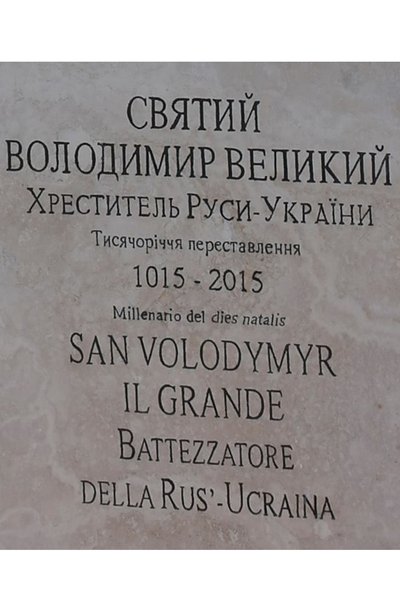 СВЯТИЙ
ВОЛОДИМИР ВЕЛИКИЙ
ХРЕСТИТЕЛЬ РУСИ-УКРАЇНИ
Тисячоріччя переставлення
1015 - 2015
Millenario del dies natalis
SAN VOLODYMYR
IL GRANDE
BATTEZZATORE
DELLA RUS'-UCRAINA